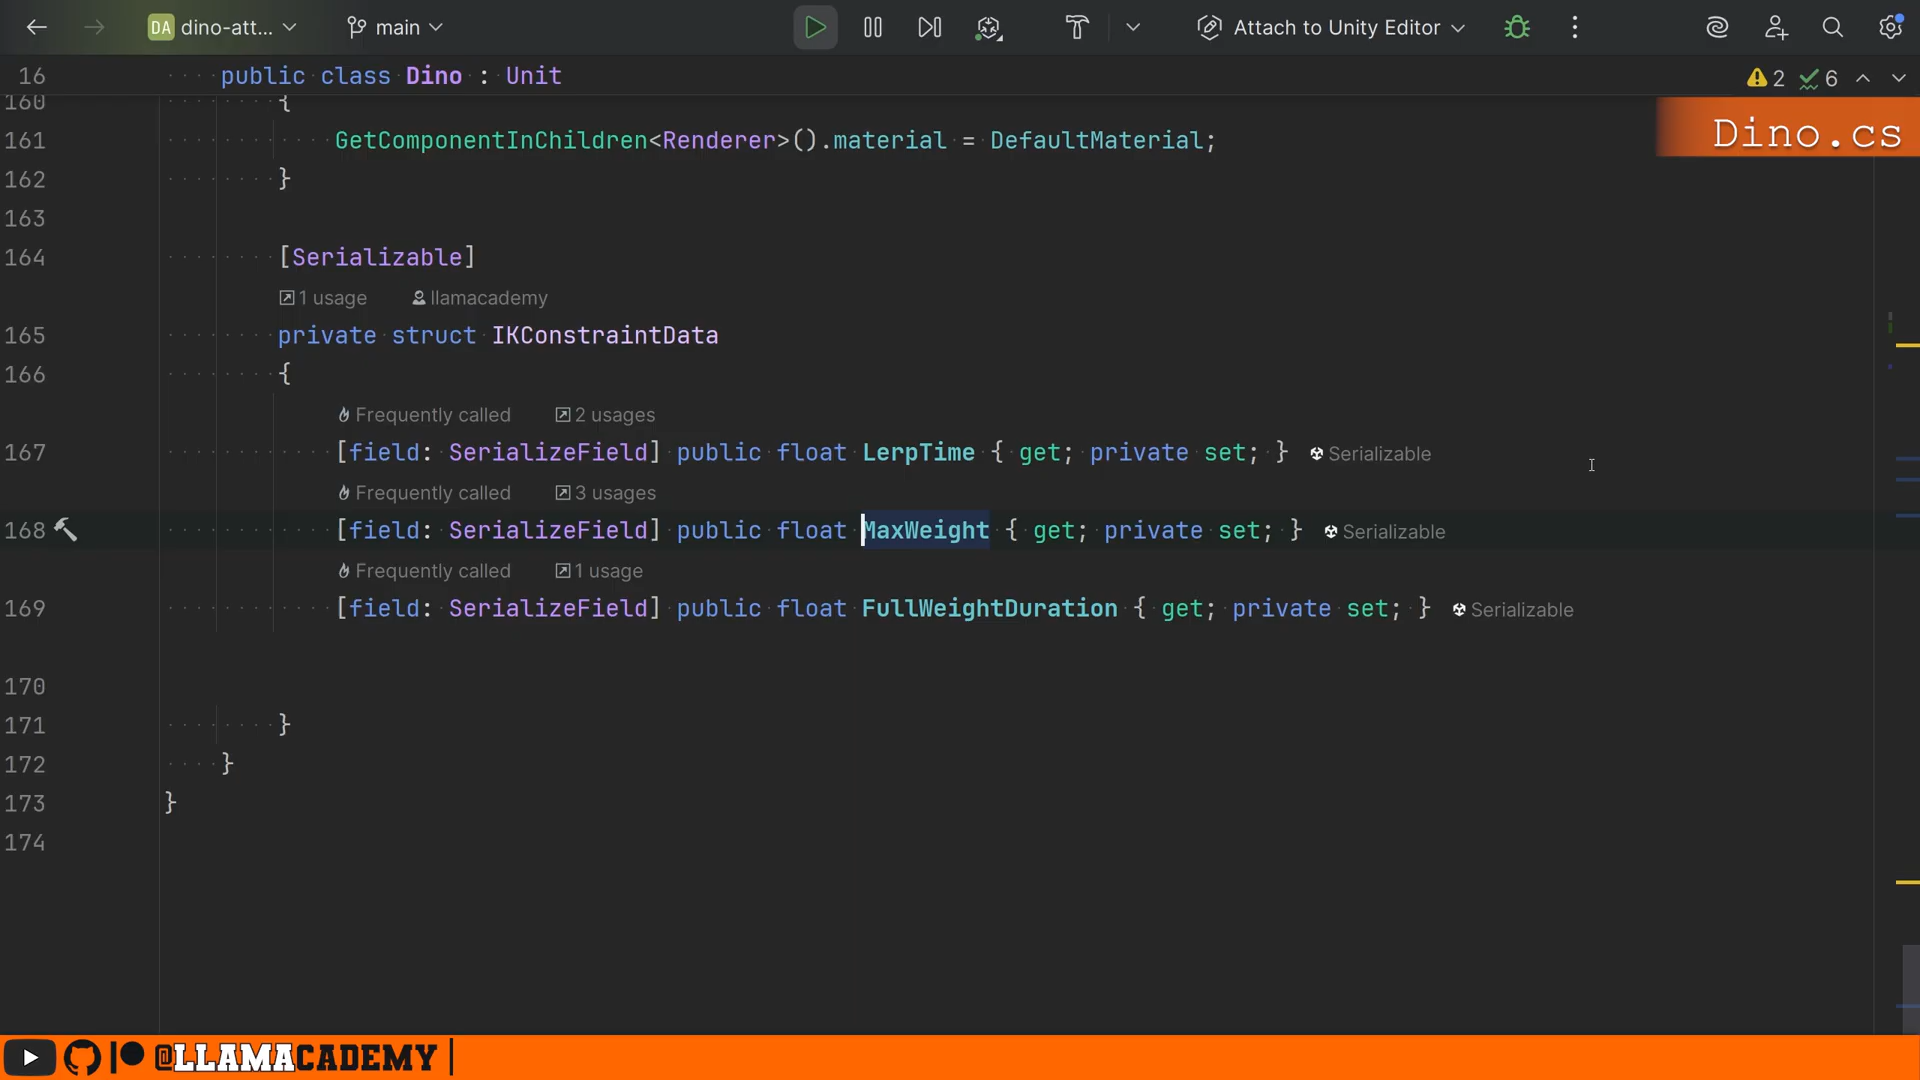 DA dino-att... main Attach to Unity Editor
16 public class Dino : Unit 2 6
Dino.cs
160 {
161 GetComponentInChildren<Renderer>().material = DefaultMaterial;
162 }
163
164 [Serializable]
1 usage llamacademy
165 private struct IKConstraintData
166 {
Frequently called 2 usages
167 [field: SerializeField] public float LerpTime { get; private set; } Serializable
Frequently called 3 usages
168 [field: SerializeField] public float MaxWeight { get; private set; } Serializable
Frequently called 1 usage
169 [field: SerializeField] public float FullWeightDuration { get; private set; } Serializable
170
171 }
172 }
173 }
174
@LLAMACADEMY